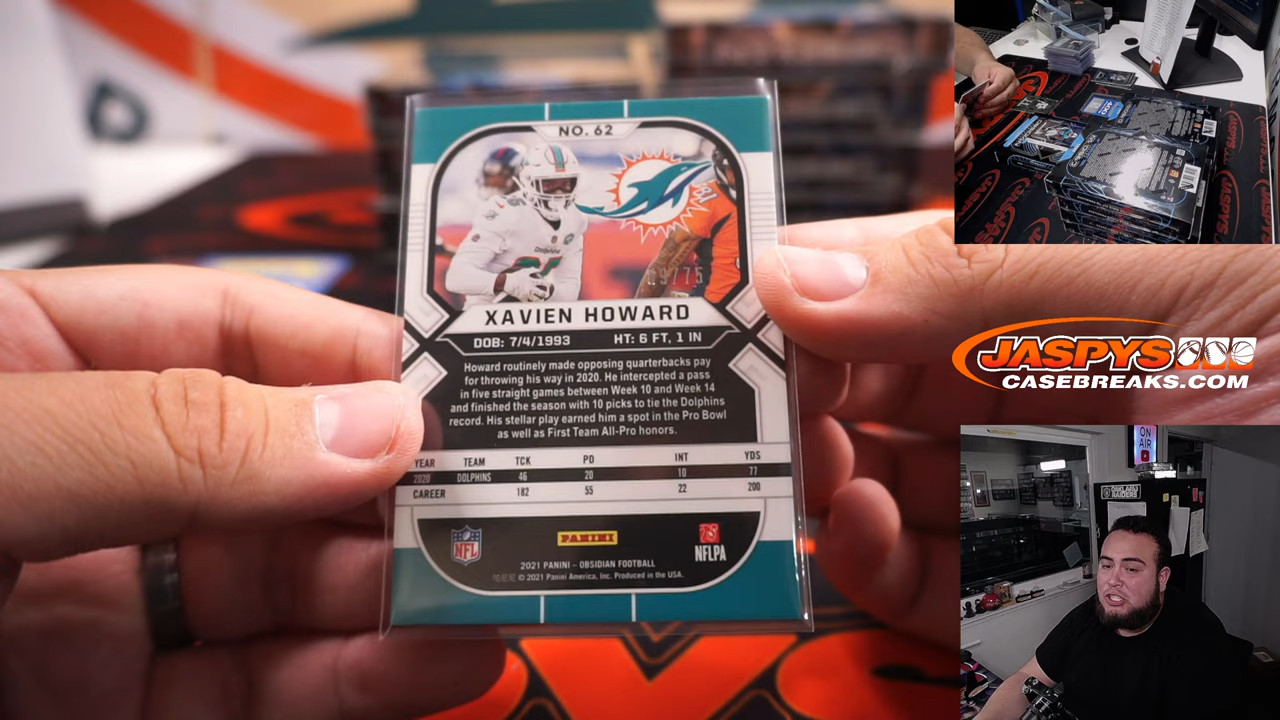 NO. 62
Dolphins
XAVIEN HOWARD
DOB: 7/4/1993 HT: 6 FT, 1 IN
Howard routinely made opposing quarterbacks pay
for throwing his way in 2020. He intercepted a pass
in five straight games between Week 10 and Week 14
and finished the season with 10 picks to tie the Dolphins
record. His stellar play earned him a spot in the Pro Bowl
as well as First Team All-Pro honors.
YEAR TEAM TCK PD INT YDS
2020 DOLPHINS 46 20 10 77
CAREER 182 55 22 200
NFL
PANINI
NFLPA
2021 PANINI – OBSIDIAN FOOTBALL
© 2021 Panini America, Inc. Produced in the USA.
JASPYS
CASEBREAKS.COM
ON
AIR
RAIDERS